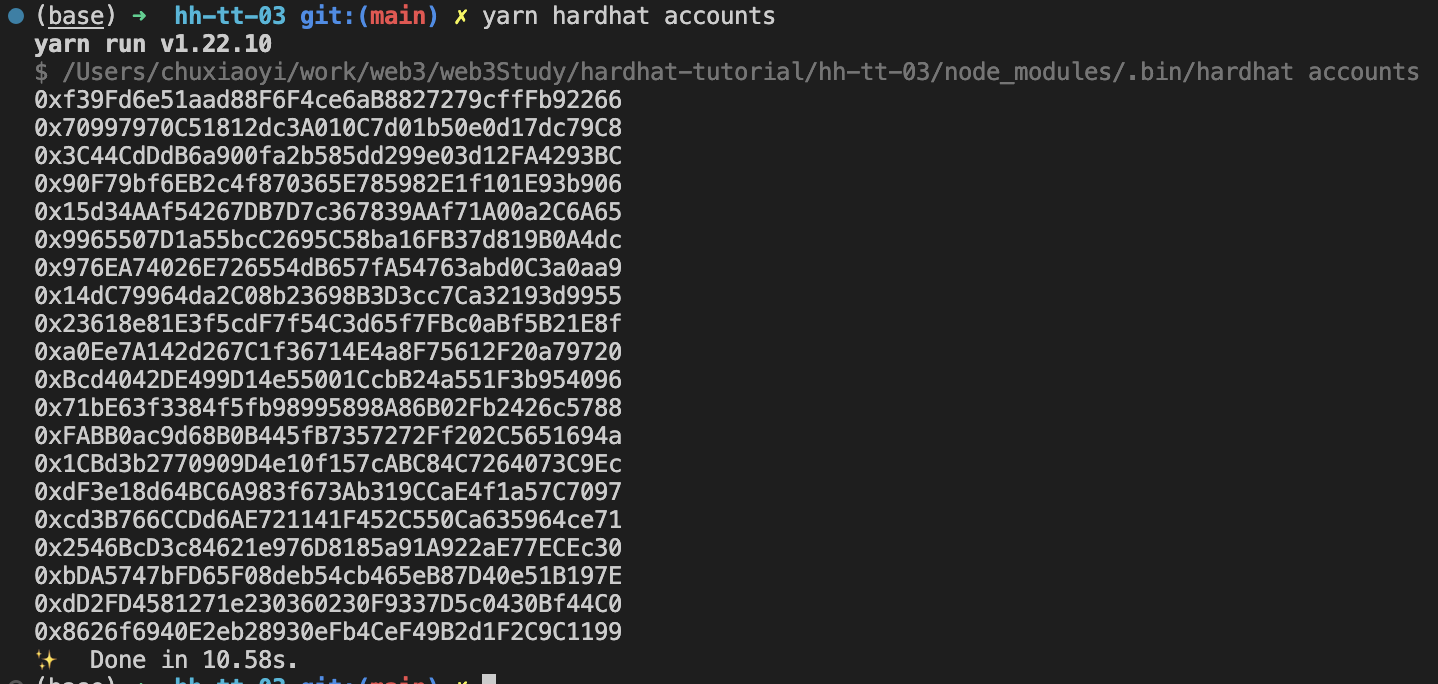 (base) ➜ hh-tt-03 git:(main) ✗ yarn hardhat accounts
yarn run v1.22.10
$ /Users/chuxiaoyi/work/web3/web3Study/hardhat-tutorial/hh-tt-03/node_modules/.bin/hardhat accounts
0xf39Fd6e51aad88F6F4ce6aB8827279cffFb92266
0x70997970C51812dc3A010C7d01b50e0d17dc79C8
0x3C44CdDdB6a900fa2b585dd299e03d12FA4293BC
0x90F79bf6EB2c4f870365E785982E1f101E93b906
0x15d34AAf54267DB7D7c367839AAf71A00a2C6A65
0x9965507D1a55bcC2695C58ba16FB37d819B0A4dc
0x976EA74026E726554dB657fA54763abd0C3a0aa9
0x14dC79964da2C08b23698B3D3cc7Ca32193d9955
0x23618e81E3f5cdF7f54C3d65f7FBc0aBf5B21E8f
0xa0Ee7A142d267C1f36714E4a8F75612F20a79720
0xBcd4042DE499D14e55001CcbB24a551F3b954096
0x71bE63f3384f5fb98995898A86B02Fb2426c5788
0xFABB0ac9d68B0B445fB7357272Ff202C5651694a
0x1CBd3b2770909D4e10f157cABC84C7264073C9Ec
0xdF3e18d64BC6A983f673Ab319CCaE4f1a57C7097
0xcd3B766CCDd6AE721141F452C550Ca635964ce71
0x2546BcD3c84621e976D8185a91A922aE77ECEc30
0xbDA5747bFD65F08deb54cb465eB87D40e51B197E
0xdD2FD4581271e230360230F9337D5c0430Bf44C0
0x8626f6940E2eb28930eFb4CeF49B2d1F2C9C1199
✨ Done in 10.58s.
(base) ➜ hh-tt-03 git:(main) ✗